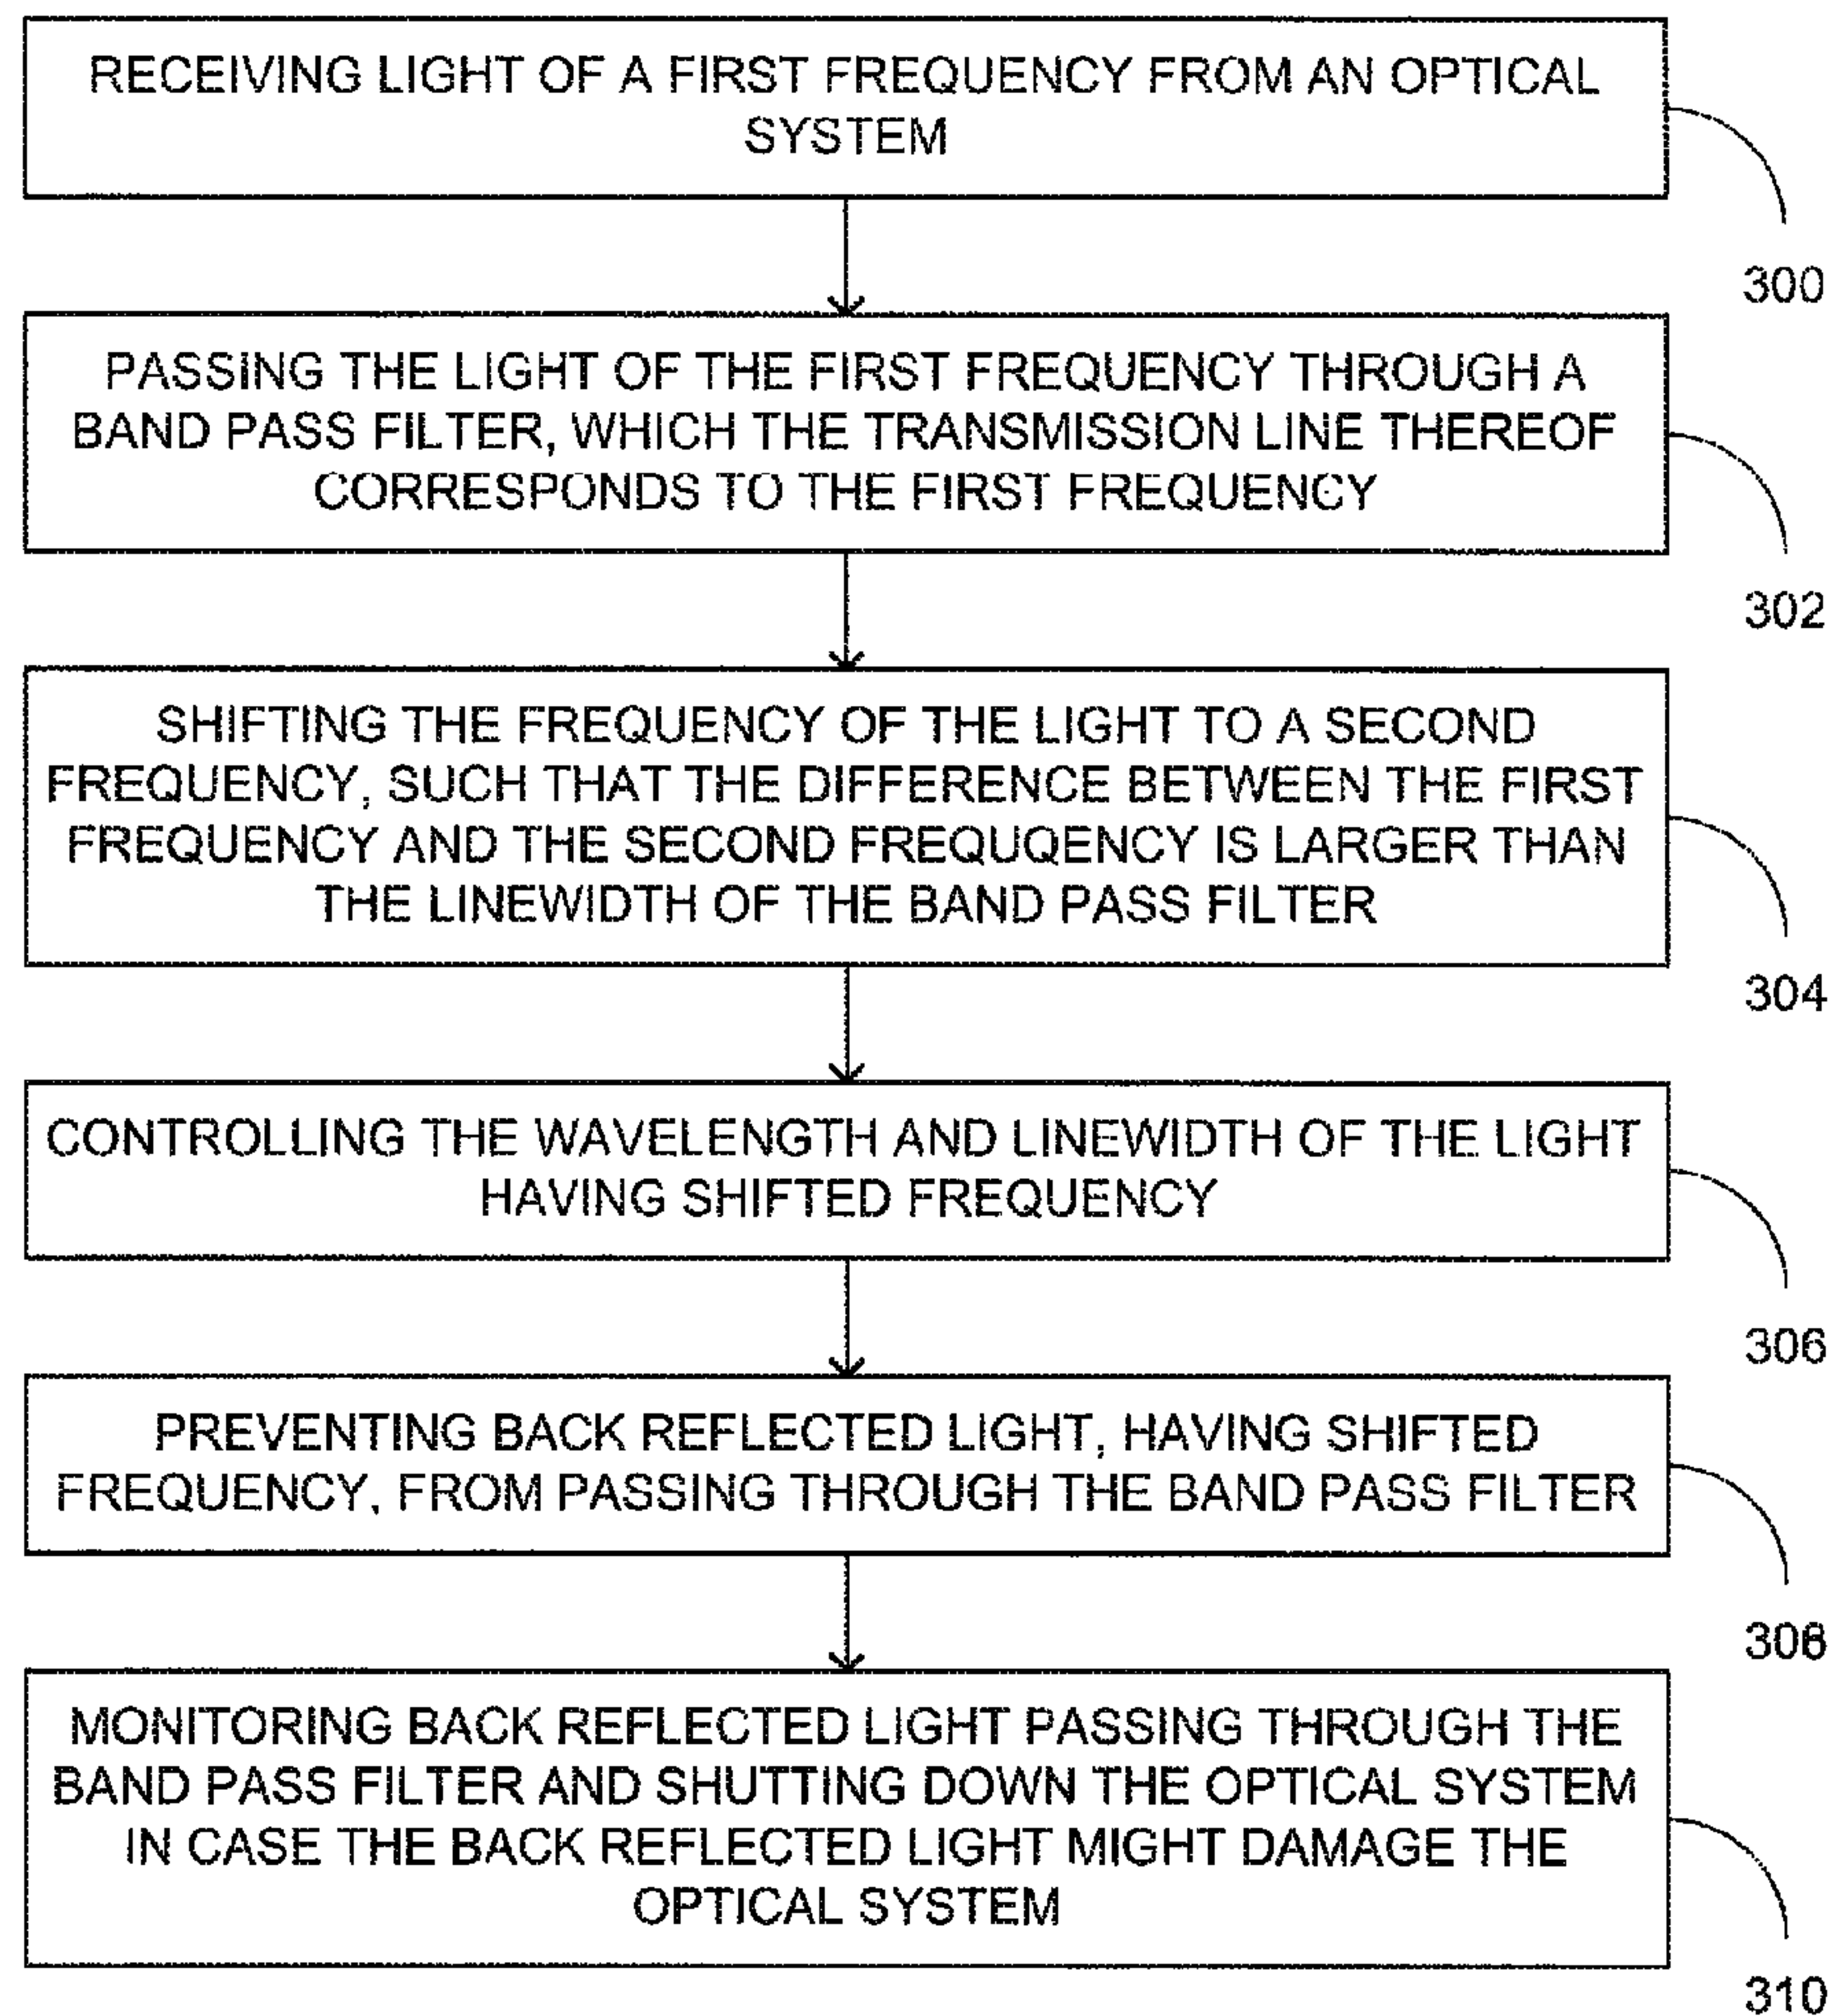 RECEIVING LIGHT OF A FIRST FREQUENCY FROM AN OPTICAL
SYSTEM
300
PASSING THE LIGHT OF THE FIRST FREQUENCY THROUGH A
BAND PASS FILTER, WHICH THE TRANSMISSION LINE THEREOF
CORRESPONDS TO THE FIRST FREQUENCY
302
SHIFTING THE FREQUENCY OF THE LIGHT TO A SECOND
FREQUENCY, SUCH THAT THE DIFFERENCE BETWEEN THE FIRST
FREQUENCY AND THE SECOND FREQUQENCY IS LARGER THAN
THE LINEWIDTH OF THE BAND PASS FILTER
304
CONTROLLING THE WAVELENGTH AND LINEWIDTH OF THE LIGHT
HAVING SHIFTED FREQUENCY
306
PREVENTING BACK REFLECTED LIGHT, HAVING SHIFTED
FREQUENCY, FROM PASSING THROUGH THE BAND PASS FILTER
308
MONITORING BACK REFLECTED LIGHT PASSING THROUGH THE
BAND PASS FILTER AND SHUTTING DOWN THE OPTICAL SYSTEM
IN CASE THE BACK REFLECTED LIGHT MIGHT DAMAGE THE
OPTICAL SYSTEM
310